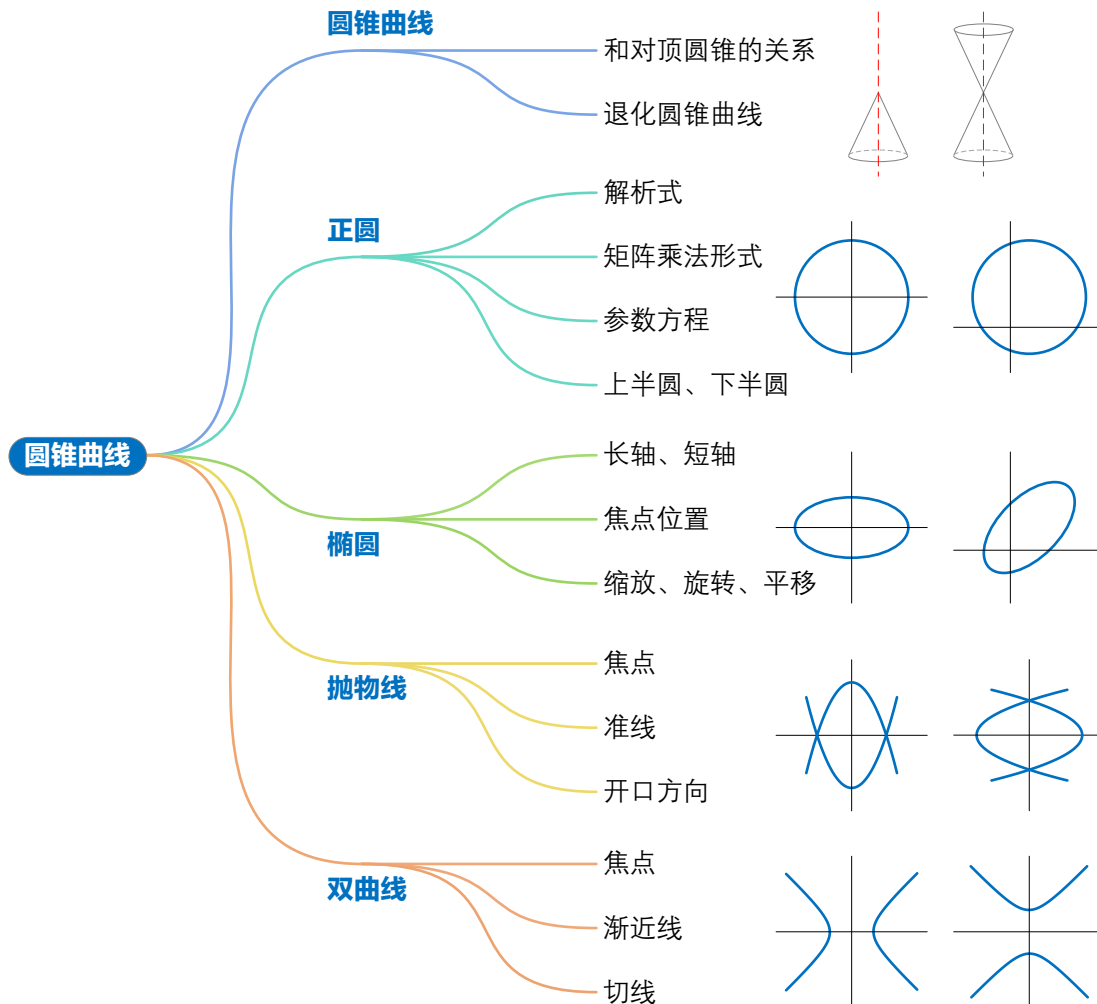 圆锥曲线
圆锥曲线
和对顶圆锥的关系
退化圆锥曲线
正圆
解析式
矩阵乘法形式
参数方程
上半圆、下半圆
椭圆
长轴、短轴
焦点位置
缩放、旋转、平移
抛物线
焦点
准线
开口方向
双曲线
焦点
渐近线
切线